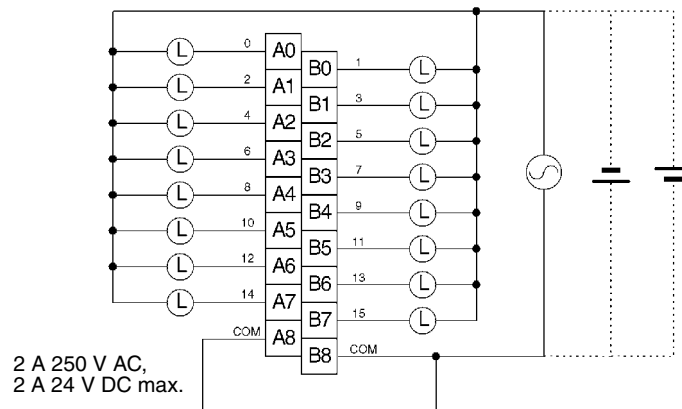 0 L A0
B0 1 L
L 2 A1
B1 3 L
L 4 A2
B2 5 L
L 6 A3
B3 7 L
L 8 A4
B4 9 L
L 10 A5
B5 11 L
L 12 A6
B6 13 L
L 14 A7
B7 15 L
COM A8
B8 COM
2 A 250 V AC,
2 A 24 V DC max.